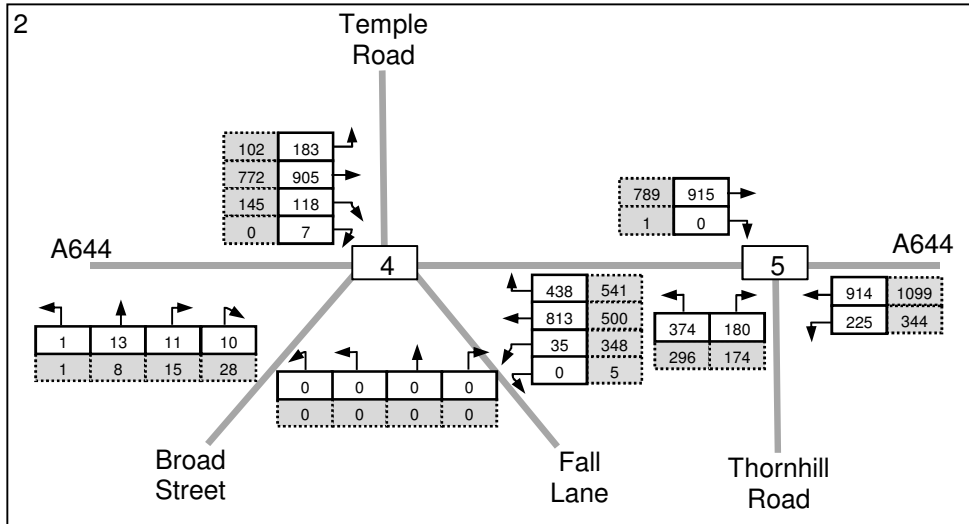 2
Temple
Road
102 183
772 905
145 118
0 7
789 915
1 0
A644
4
5
A644
438 541
813 500
35 348
0 5
374 180
296 174
914 1099
225 344
1 13 11 10
1 8 15 28
0 0 0 0
0 0 0 0
Broad
Street
Fall
Lane
Thornhill
Road